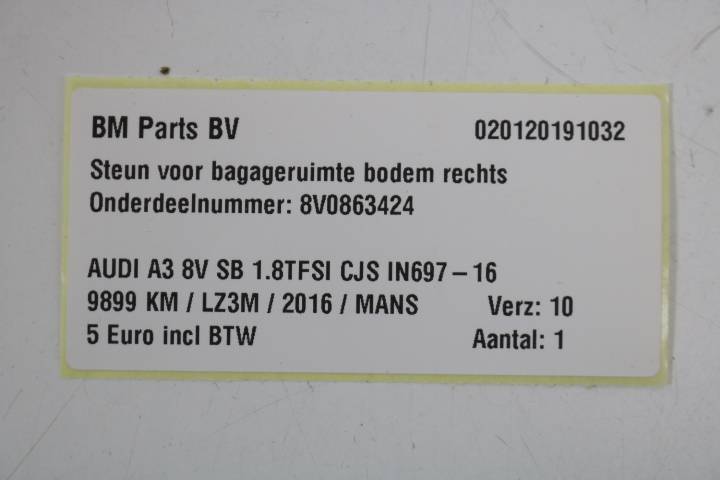 BM Parts BV 020120191032
Steun voor bagageruimte bodem rechts
Onderdeelnummer: 8V0863424
AUDI A3 8V SB 1.8TFSI CJS IN697-16
9899 KM / LZ3M / 2016 / MANS Verz: 10
5 Euro incl BTW Aantal: 1